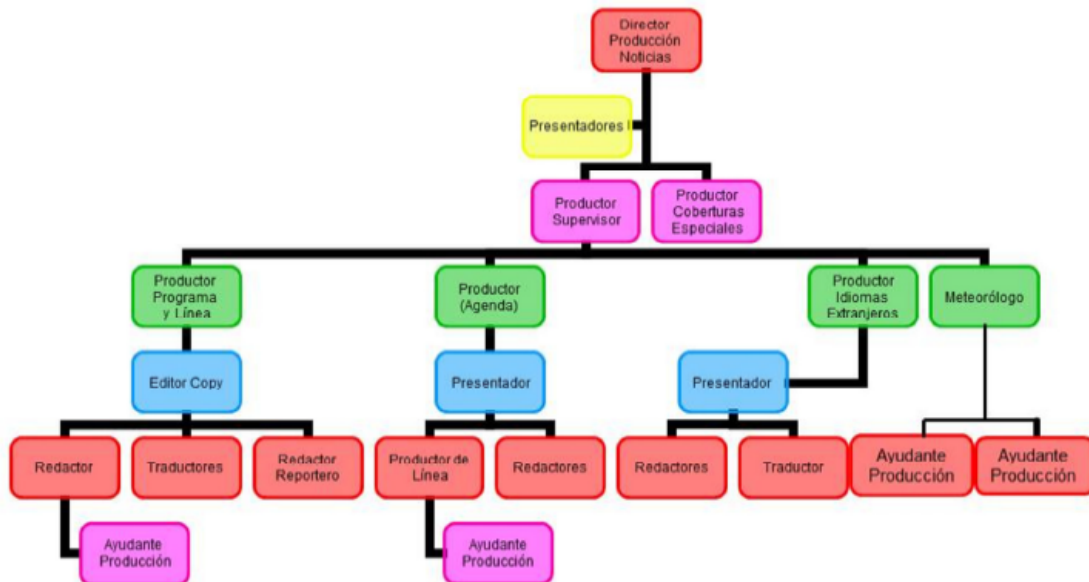 Director
Producción
Noticias
Presentadores
Productor
Supervisor
Productor
Coberturas
Especiales
Productor
Programa
y Línea
Productor
(Agenda)
Productor
Idiomas
Extranjeros
Meteorólogo
Editor Copy
Presentador
Presentador
Redactor
Traductores
Redactor
Reportero
Productor de
Línea
Redactores
Redactores
Traductor
Ayudante
Producción
Ayudante
Producción
Ayudante
Producción
Ayudante
Producción